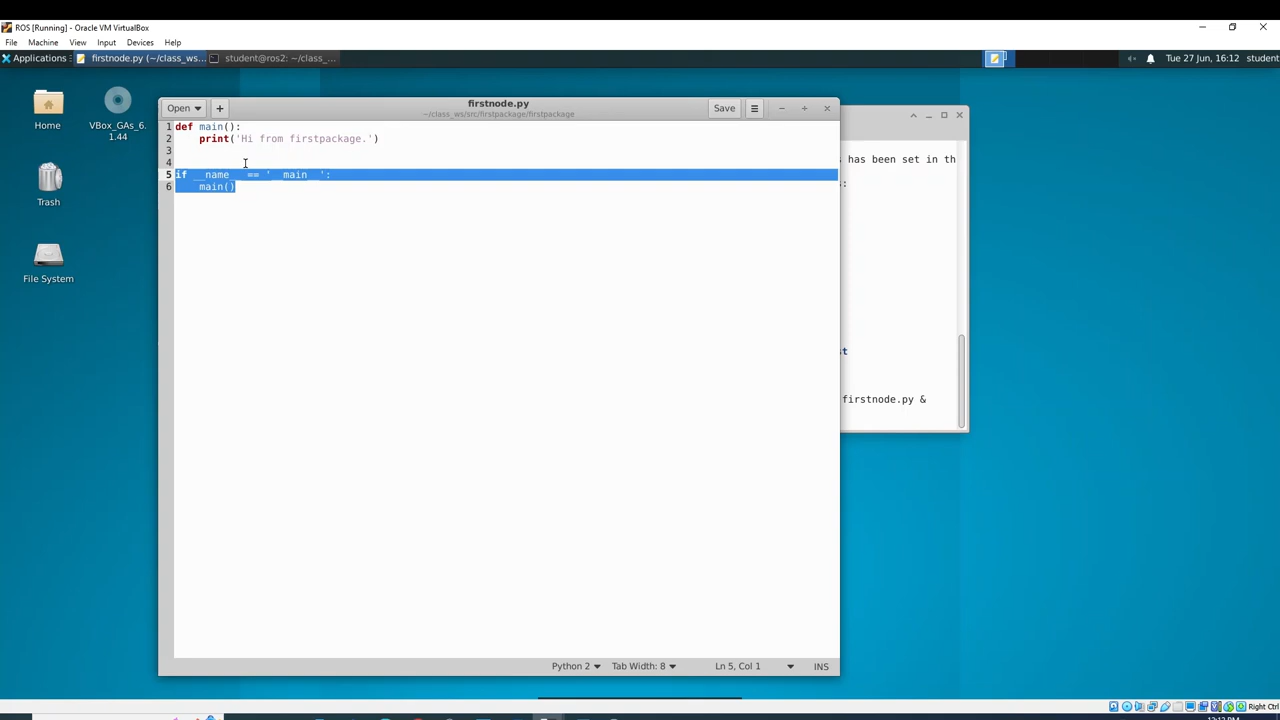 ROS [Running] - Oracle VM VirtualBox
File Machine View Input Devices Help
Applications firstnode.py (~/class_ws... student@ros2: ~/class_... Tue 27 Jun, 16:12 student
Home
VBox_GAs_6.
1.44
Trash
File System
Open firstnode.py Save
~/class_ws/src/firstpackage/firstpackage
1 def main():
2 print('Hi from firstpackage.')
3
4
5 if __name__ == '__main__':
6 main()
s has been set in th
s:
st
firstnode.py &
Python 2 Tab Width: 8 Ln 5, Col 1 INS
Right Ctrl